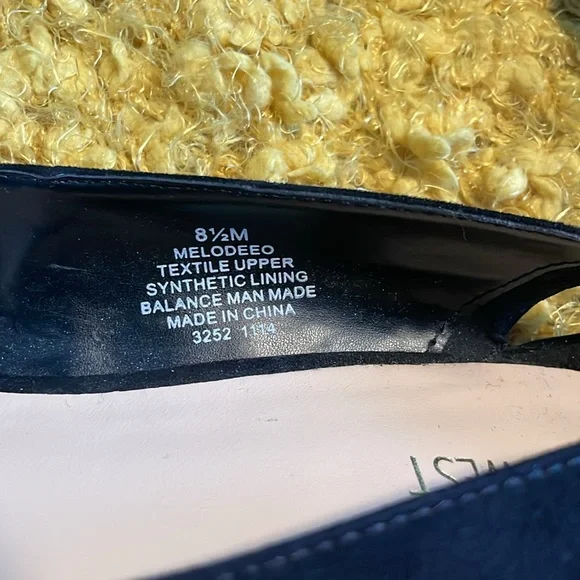 8½M
MELODEEO
TEXTILE UPPER
SYNTHETIC LINING
BALANCE MAN MADE
MADE IN CHINA
3252 1114